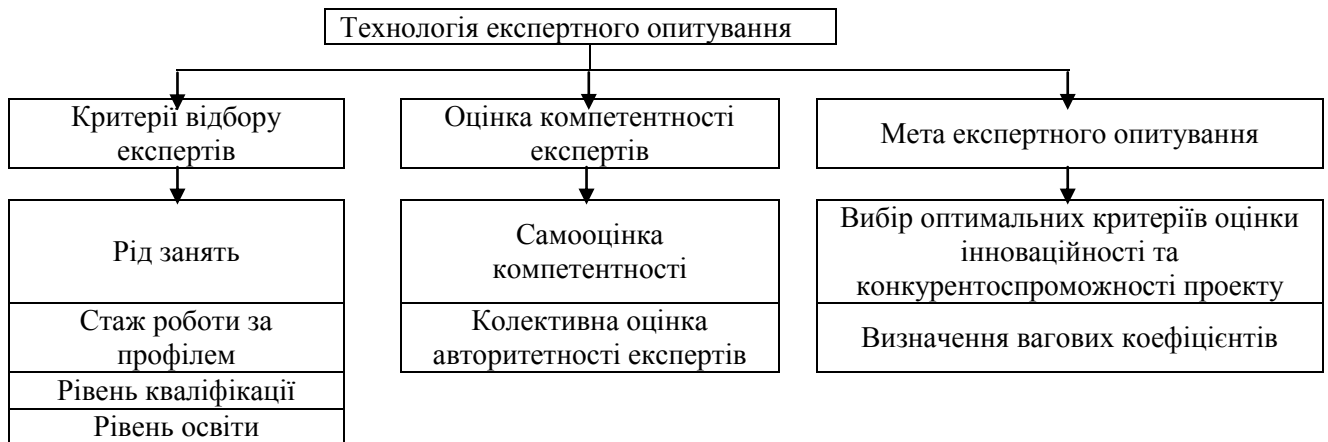 Технологія експертного опитування
Критерії відбору
експертів
Рід занять
Стаж роботи за
профілем
Рівень кваліфікації
Рівень освіти
Оцінка компетентності
експертів
Самооцінка
компетентності
Колективна оцінка
авторитетності експертів
Мета експертного опитування
Вибір оптимальних критеріїв оцінки
інноваційності та
конкурентоспроможності проекту
Визначення вагових коефіцієнтів